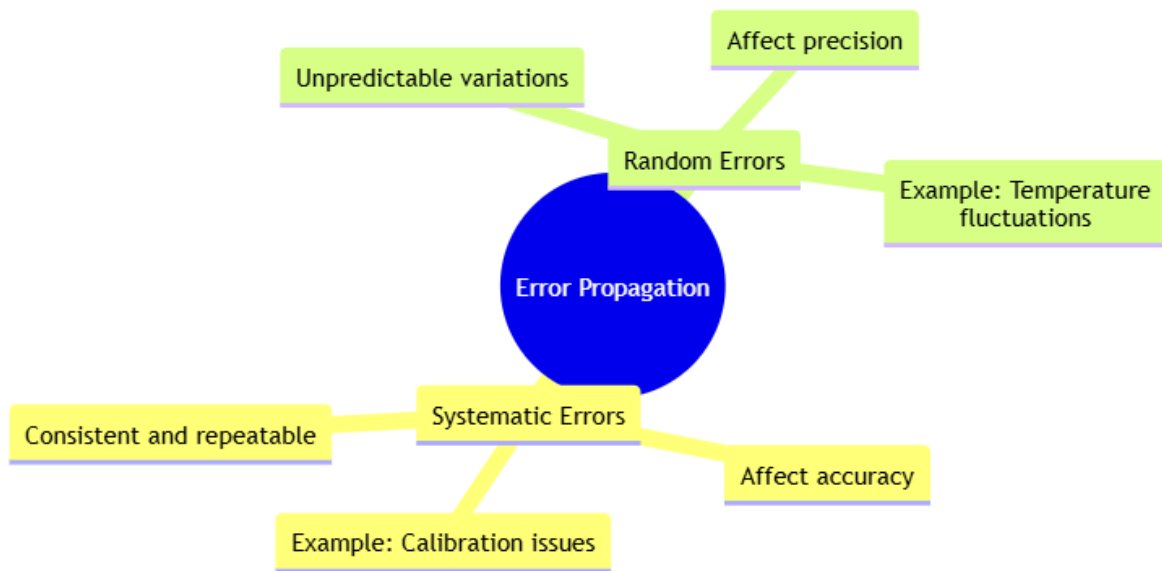 Affect precision
Unpredictable variations
Random Errors
Example: Temperature
fluctuations
Error Propagation
Systematic Errors
Consistent and repeatable
Affect accuracy
Example: Calibration issues